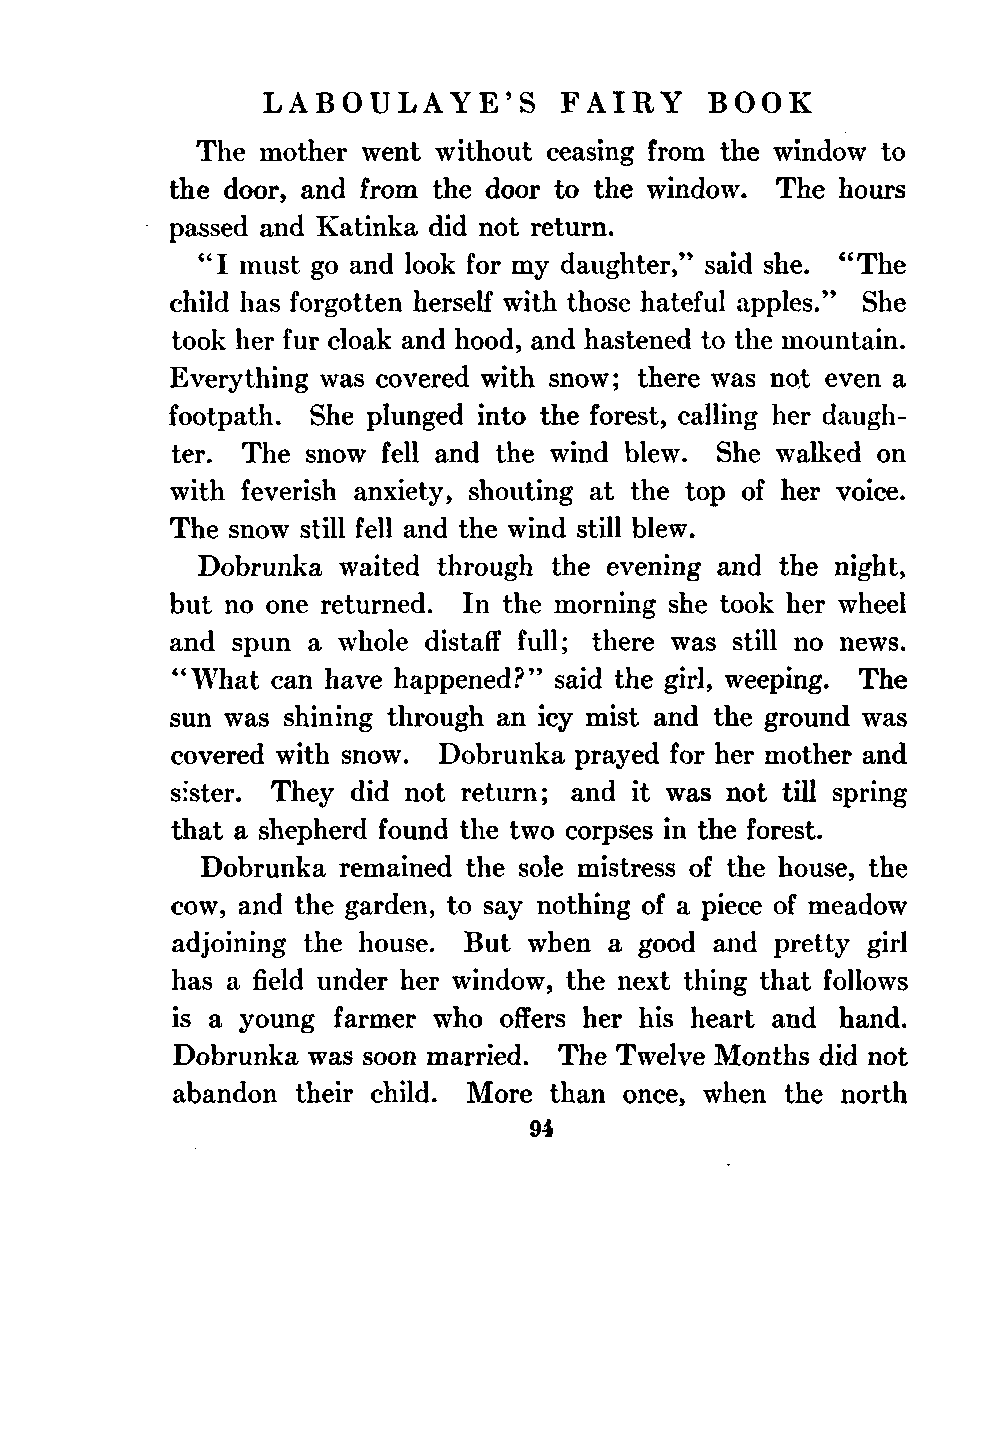 LABOULAYE'S FAIRY BOOK
The mother went without ceasing from the window to
the door, and from the door to the window. The hours
passed and Katinka did not return.
"I must go and look for my daughter," said she. "The
child has forgotten herself with those hateful apples." She
took her fur cloak and hood, and hastened to the mountain.
Everything was covered with snow; there was not even a
footpath. She plunged into the forest, calling her daugh-
ter. The snow fell and the wind blew. She walked on
with feverish anxiety, shouting at the top of her voice.
The snow still fell and the wind still blew.
Dobrunka waited through the evening and the night,
but no one returned. In the morning she took her wheel
and spun a whole distaff full; there was still no news.
"What can have happened?" said the girl, weeping. The
sun was shining through an icy mist and the ground was
covered with snow. Dobrunka prayed for her mother and
sister. They did not return; and it was not till spring
that a shepherd found the two corpses in the forest.
Dobrunka remained the sole mistress of the house, the
cow, and the garden, to say nothing of a piece of meadow
adjoining the house. But when a good and pretty girl
has a field under her window, the next thing that follows
is a young farmer who offers her his heart and hand.
Dobrunka was soon married. The Twelve Months did not
abandon their child. More than once, when the north
94